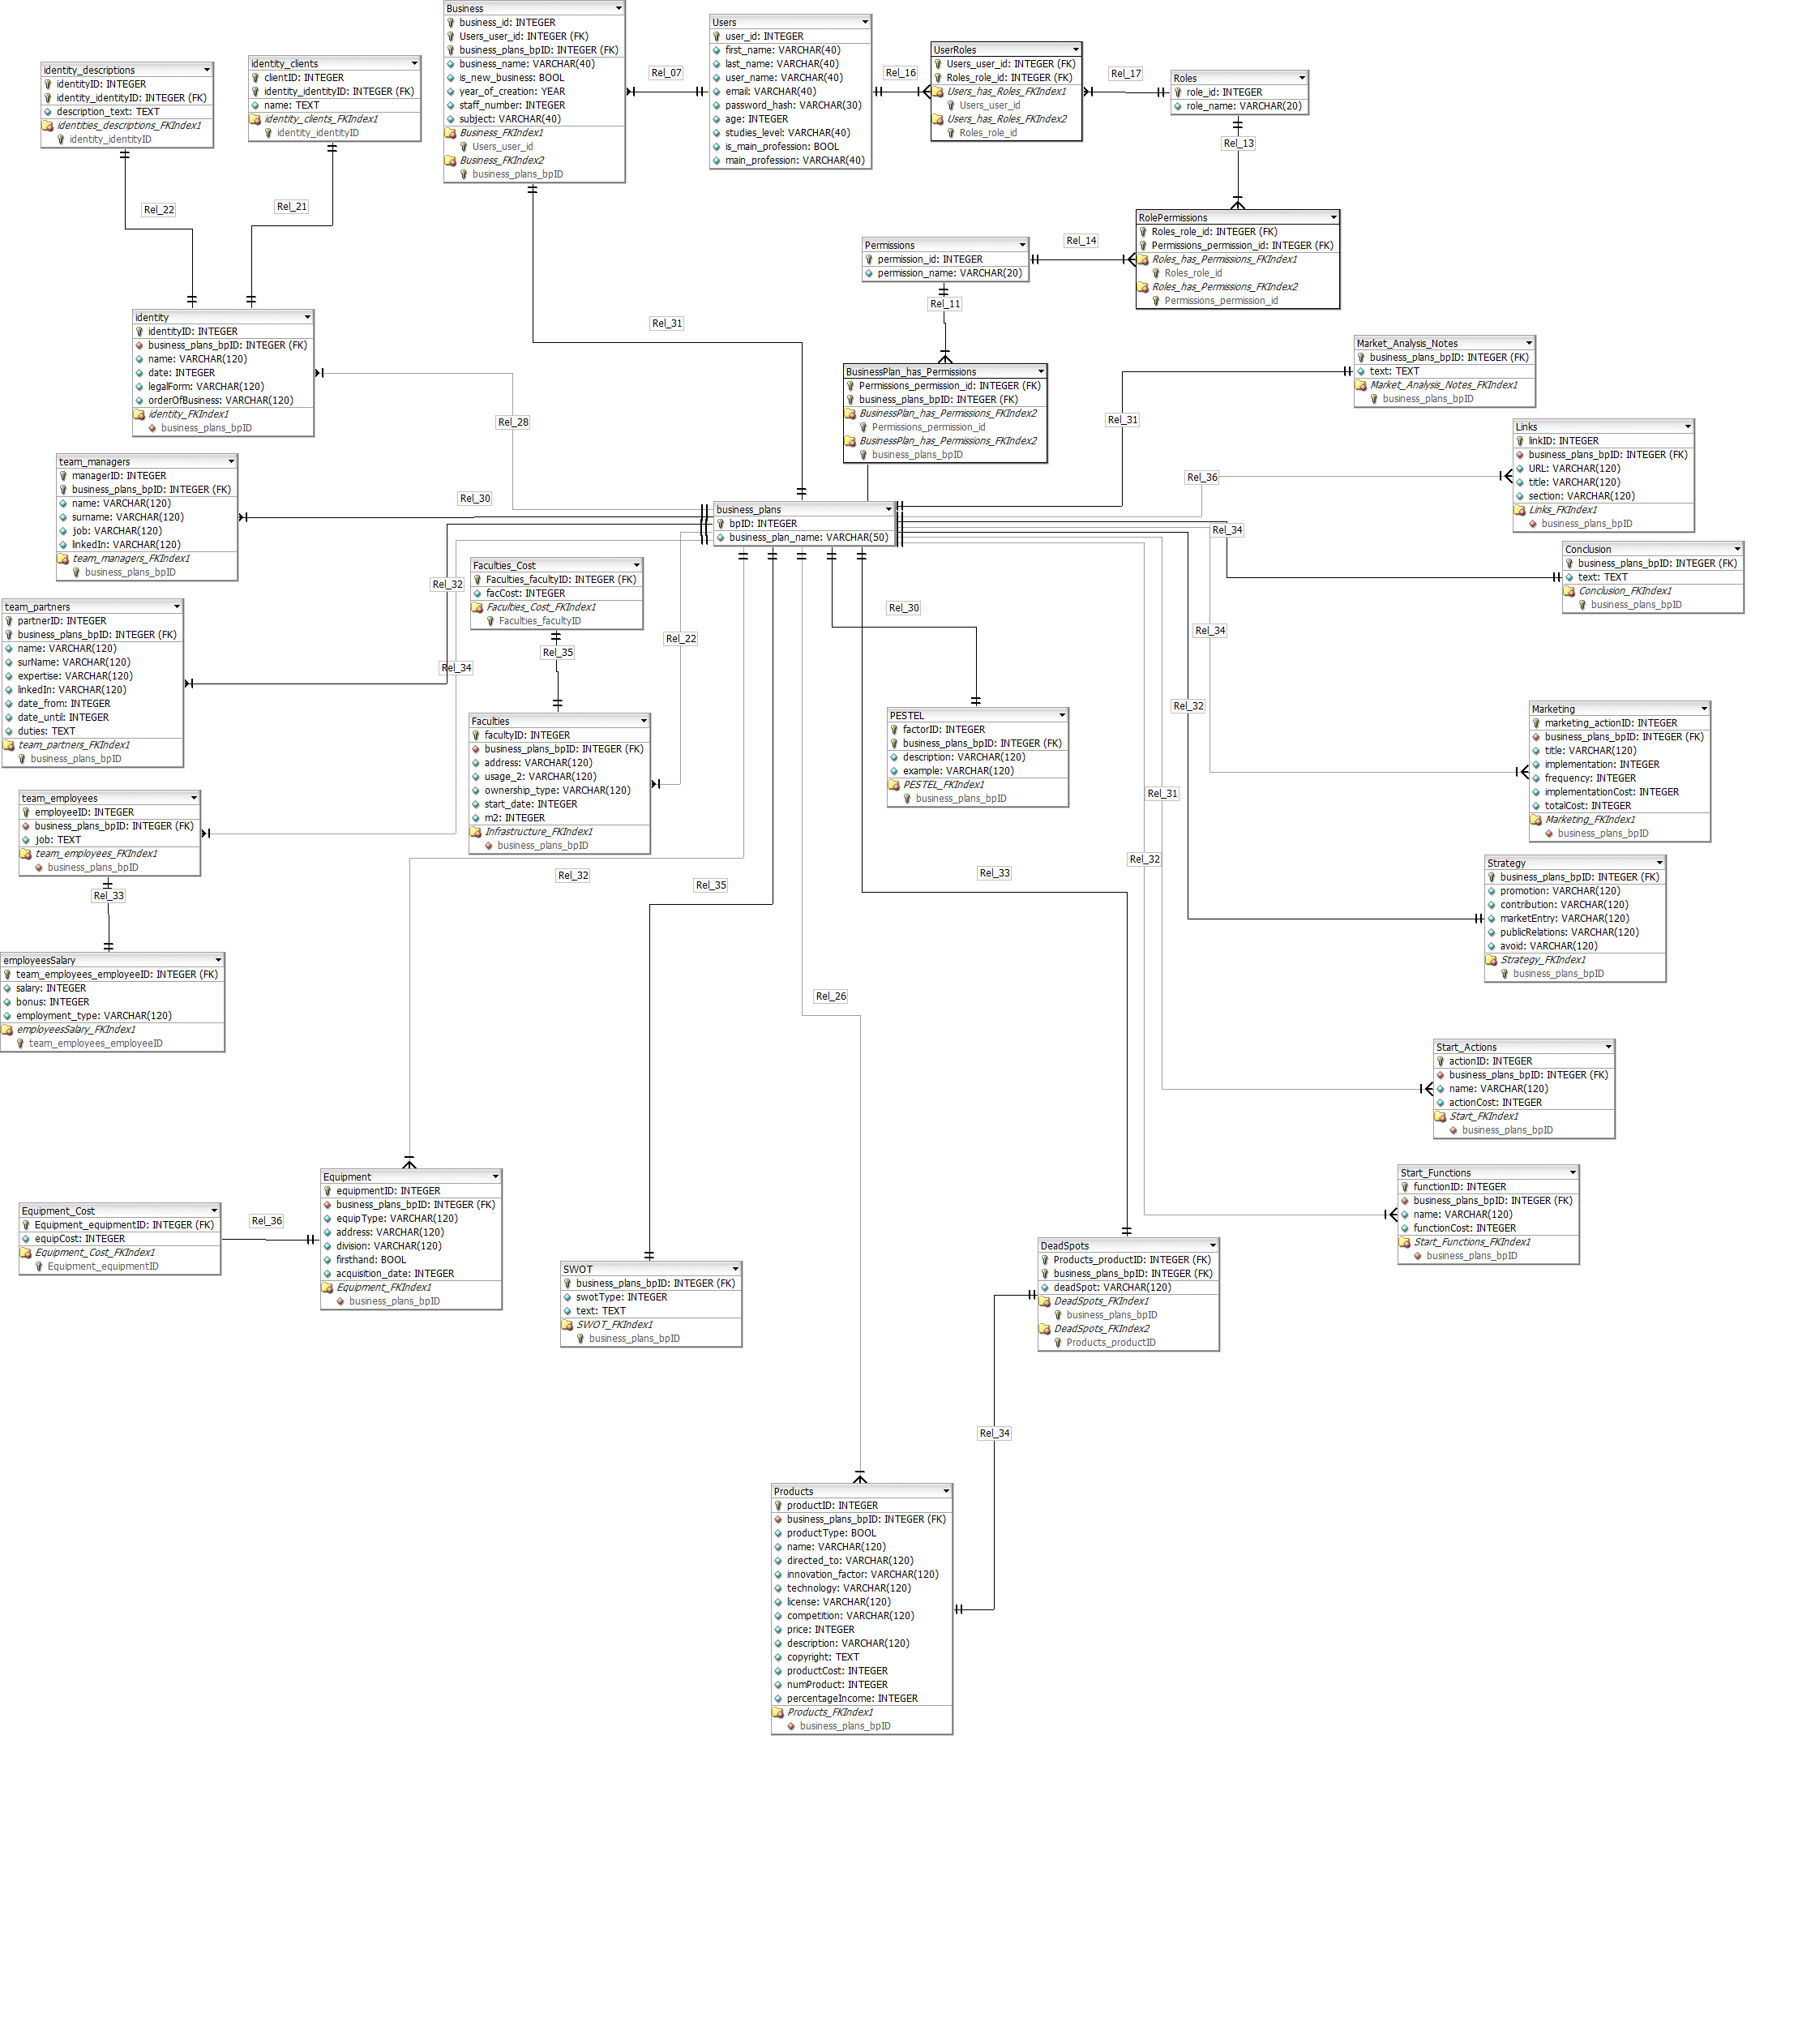 Business
business_id: INTEGER
Users_user_id: INTEGER (FK)
business_plans_bpID: INTEGER (FK)
business_name: VARCHAR(40)
is_new_business: BOOL
year_of_creation: YEAR
staff_number: INTEGER
subject: VARCHAR(40)
Business_FKIndex1
Users_user_id
Business_FKIndex2
business_plans_bpID
Rel_07
Users
user_id: INTEGER
first_name: VARCHAR(40)
last_name: VARCHAR(40)
user_name: VARCHAR(40)
email: VARCHAR(40)
password_hash: VARCHAR(30)
age: INTEGER
studies_level: VARCHAR(40)
is_main_profession: BOOL
main_profession: VARCHAR(40)
Rel_16
UserRoles
Users_user_id: INTEGER (FK)
Roles_role_id: INTEGER (FK)
Users_has_Roles_FKIndex1
Users_user_id
Users_has_Roles_FKIndex2
Roles_role_id
Rel_17
Roles
role_id: INTEGER
role_name: VARCHAR(20)
Rel_13
identity_descriptions
identityID: INTEGER
identity_identityID: INTEGER (FK)
description_text: TEXT
identities_descriptions_FKIndex1
identity_identityID
identity_clients
clientID: INTEGER
identity_identityID: INTEGER (FK)
name: TEXT
identity_clients_FKIndex1
identity_identityID
Rel_22
Rel_21
RolePermissions
Roles_role_id: INTEGER (FK)
Permissions_permission_id: INTEGER (FK)
Roles_has_Permissions_FKIndex1
Roles_role_id
Roles_has_Permissions_FKIndex2
Permissions_permission_id
Rel_14
Permissions
permission_id: INTEGER
permission_name: VARCHAR(20)
Rel_11
Rel_31
identity
identityID: INTEGER
business_plans_bpID: INTEGER (FK)
name: VARCHAR(120)
date: INTEGER
legalForm: VARCHAR(120)
orderOfBusiness: VARCHAR(120)
identity_FKIndex1
business_plans_bpID
Rel_28
BusinessPlan_has_Permissions
Permissions_permission_id: INTEGER (FK)
business_plans_bpID: INTEGER (FK)
BusinessPlan_has_Permissions_FKIndex2
Permissions_permission_id
BusinessPlan_has_Permissions_FKIndex2
business_plans_bpID
Market_Analysis_Notes
business_plans_bpID: INTEGER (FK)
text: TEXT
Market_Analysis_Notes_FKIndex1
business_plans_bpID
Rel_31
Links
linkID: INTEGER
business_plans_bpID: INTEGER (FK)
URL: VARCHAR(120)
title: VARCHAR(120)
section: VARCHAR(120)
Links_FKIndex1
business_plans_bpID
Rel_36
team_managers
managerID: INTEGER
business_plans_bpID: INTEGER (FK)
name: VARCHAR(120)
surname: VARCHAR(120)
job: VARCHAR(120)
linkedIn: VARCHAR(120)
team_managers_FKIndex1
business_plans_bpID
Rel_30
business_plans
bpID: INTEGER
business_plan_name: VARCHAR(50)
Rel_34
Conclusion
business_plans_bpID: INTEGER (FK)
text: TEXT
Conclusion_FKIndex1
business_plans_bpID
Faculties_Cost
Faculties_facultyID: INTEGER (FK)
facCost: INTEGER
Faculties_Cost_FKIndex1
Faculties_facultyID
Rel_32
Rel_30
Rel_34
Rel_22
Rel_35
Rel_34
team_partners
partnerID: INTEGER
business_plans_bpID: INTEGER (FK)
name: VARCHAR(120)
surName: VARCHAR(120)
expertise: VARCHAR(120)
linkedIn: VARCHAR(120)
date_from: INTEGER
date_until: INTEGER
duties: TEXT
team_partners_FKIndex1
business_plans_bpID
Faculties
facultyID: INTEGER
business_plans_bpID: INTEGER (FK)
address: VARCHAR(120)
usage_2: VARCHAR(120)
ownership_type: VARCHAR(120)
start_date: INTEGER
m2: INTEGER
Infrastructure_FKIndex1
business_plans_bpID
PESTEL
factorID: INTEGER
business_plans_bpID: INTEGER (FK)
description: VARCHAR(120)
example: VARCHAR(120)
PESTEL_FKIndex1
business_plans_bpID
Rel_32
Marketing
marketing_actionID: INTEGER
business_plans_bpID: INTEGER (FK)
title: VARCHAR(120)
implementation: INTEGER
frequency: INTEGER
implementationCost: INTEGER
totalCost: INTEGER
Marketing_FKIndex1
business_plans_bpID
Rel_31
team_employees
employeeID: INTEGER
business_plans_bpID: INTEGER (FK)
job: TEXT
team_employees_FKIndex1
business_plans_bpID
Rel_33
Rel_32
Rel_35
Rel_33
Rel_32
Strategy
business_plans_bpID: INTEGER (FK)
promotion: VARCHAR(120)
contribution: VARCHAR(120)
marketEntry: VARCHAR(120)
publicRelations: VARCHAR(120)
avoid: VARCHAR(120)
Strategy_FKIndex1
business_plans_bpID
employeesSalary
team_employees_employeeID: INTEGER (FK)
salary: INTEGER
bonus: INTEGER
employment_type: VARCHAR(120)
employeesSalary_FKIndex1
team_employees_employeeID
Rel_26
Start_Actions
actionID: INTEGER
business_plans_bpID: INTEGER (FK)
name: VARCHAR(120)
actionCost: INTEGER
Start_FKIndex1
business_plans_bpID
Start_Functions
functionID: INTEGER
business_plans_bpID: INTEGER (FK)
name: VARCHAR(120)
functionCost: INTEGER
Start_Functions_FKIndex1
business_plans_bpID
Equipment_Cost
Equipment_equipmentID: INTEGER (FK)
equipCost: INTEGER
Equipment_Cost_FKIndex1
Equipment_equipmentID
Rel_36
Equipment
equipmentID: INTEGER
business_plans_bpID: INTEGER (FK)
equipType: VARCHAR(120)
address: VARCHAR(120)
division: VARCHAR(120)
firsthand: BOOL
acquisition_date: INTEGER
Equipment_FKIndex1
business_plans_bpID
SWOT
business_plans_bpID: INTEGER (FK)
swotType: INTEGER
text: TEXT
SWOT_FKIndex1
business_plans_bpID
DeadSpots
Products_productID: INTEGER (FK)
business_plans_bpID: INTEGER (FK)
deadSpot: VARCHAR(120)
DeadSpots_FKIndex1
business_plans_bpID
DeadSpots_FKIndex2
Products_productID
Rel_34
Products
productID: INTEGER
business_plans_bpID: INTEGER (FK)
productType: BOOL
name: VARCHAR(120)
directed_to: VARCHAR(120)
innovation_factor: VARCHAR(120)
technology: VARCHAR(120)
license: VARCHAR(120)
competition: VARCHAR(120)
price: INTEGER
description: VARCHAR(120)
copyright: TEXT
productCost: INTEGER
numProduct: INTEGER
percentageIncome: INTEGER
Products_FKIndex1
business_plans_bpID